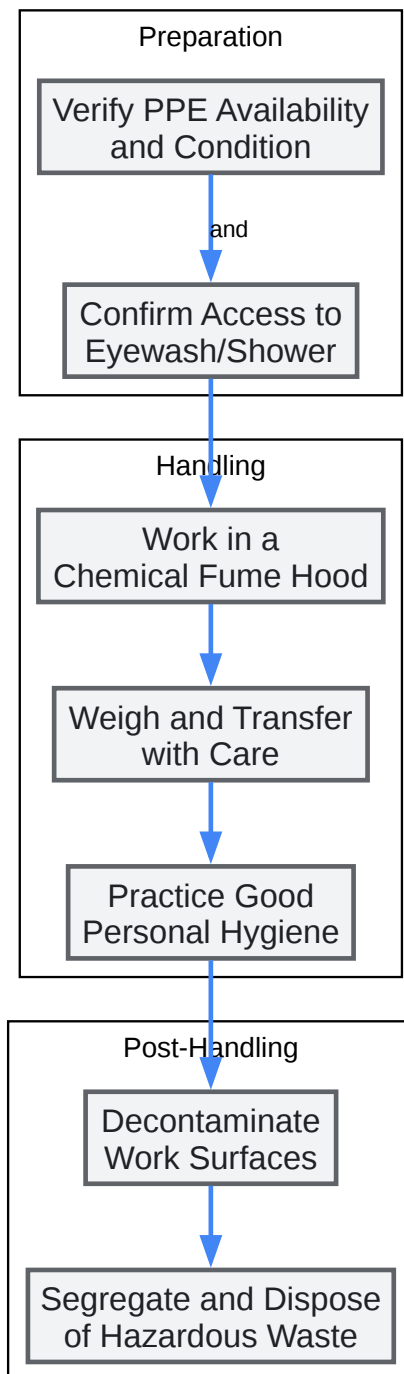 Preparation
Verify PPE Availability
and Condition
and
Confirm Access to
Eyewash/Shower
Handling
Work in a
Chemical Fume Hood
Weigh and Transfer
with Care
Practice Good
Personal Hygiene
Post-Handling
Decontaminate
Work Surfaces
Segregate and Dispose
of Hazardous Waste